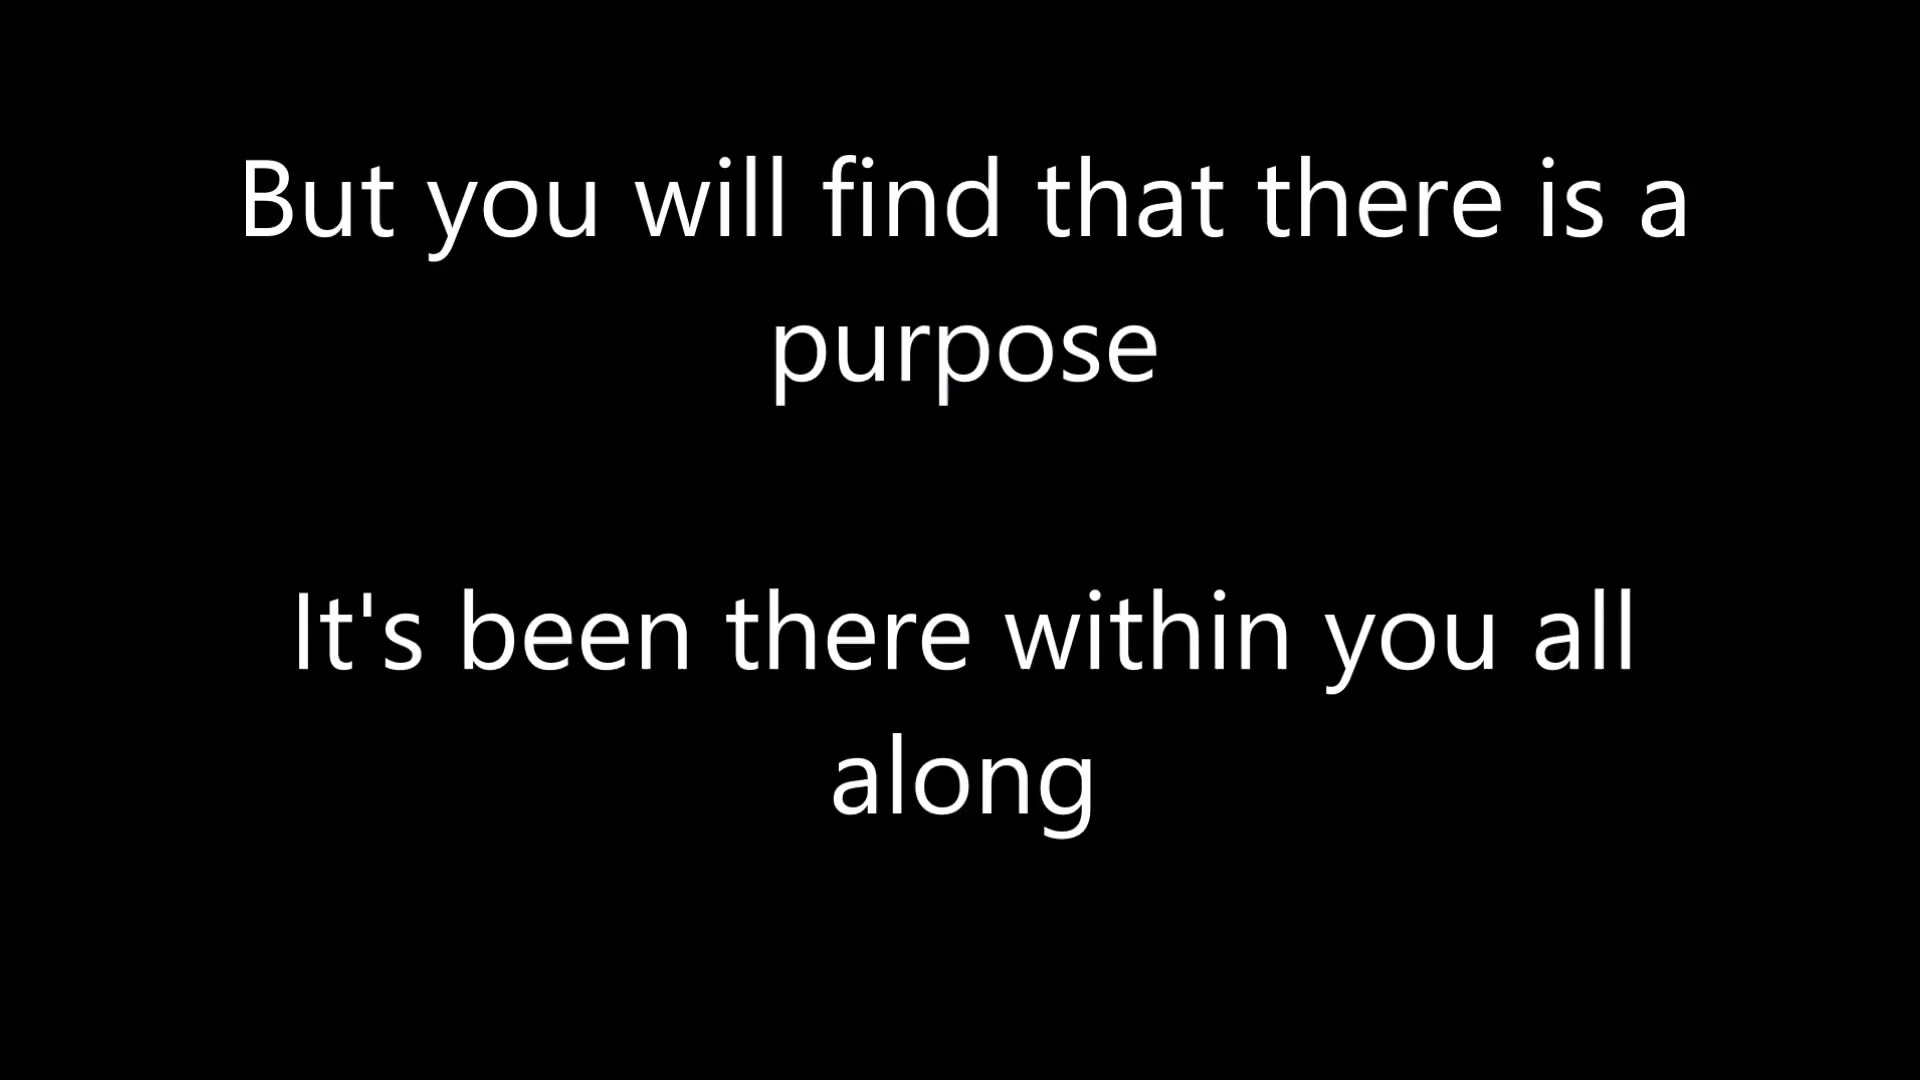 But you will find that there is a
purpose
It's been there within you all
along